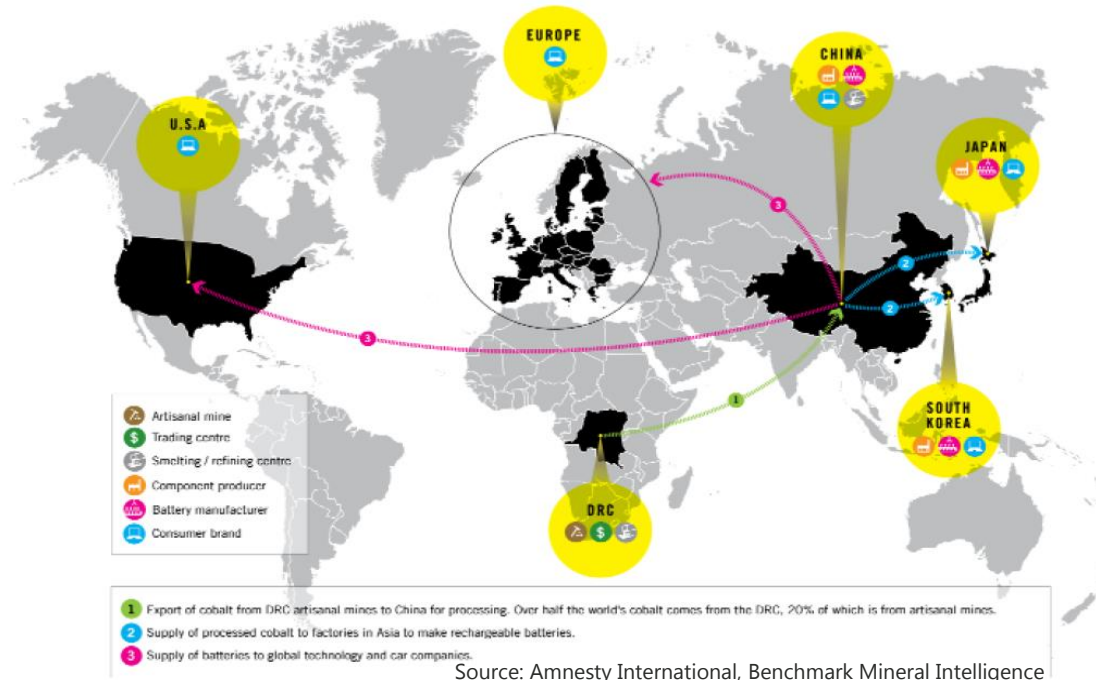 EUROPE
CHINA
U.S.A
JAPAN
3
2
2
3
1
SOUTH
KOREA
DRC
$
Artisanal mine
$ Trading centre
Smelting / refining centre
Component producer
Battery manufacturer
Consumer brand
1 Export of cobalt from DRC artisanal mines to China for processing. Over half the world's cobalt comes from the DRC, 20% of which is from artisanal mines.
2 Supply of processed cobalt to factories in Asia to make rechargeable batteries.
3 Supply of batteries to global technology and car companies.
Source: Amnesty International, Benchmark Mineral Intelligence